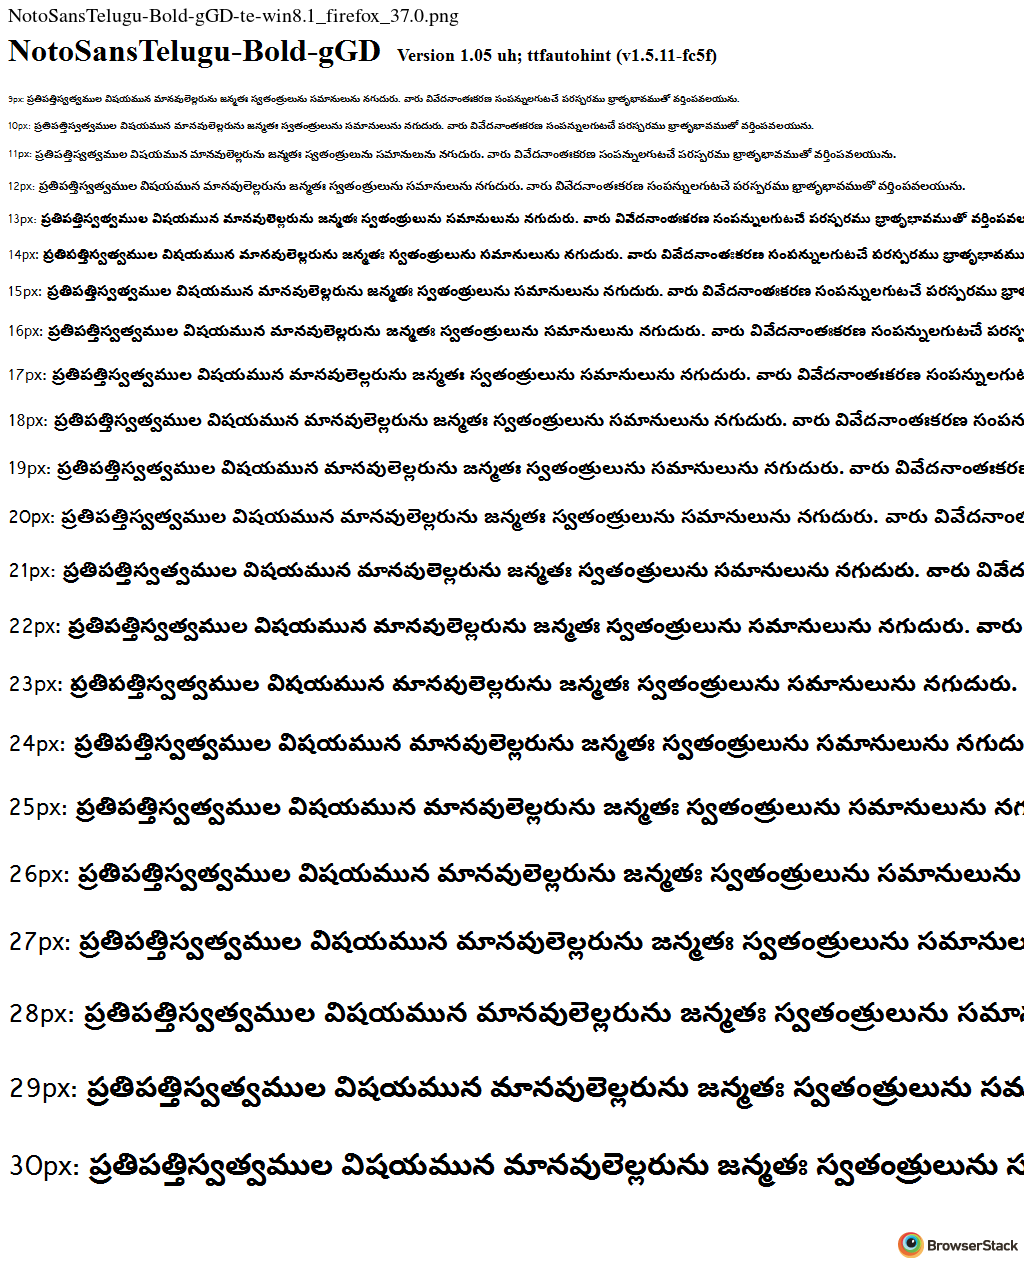 NotoSansTelugu-Bold-gGD-te-win8.1_firefox_37.0.png
NotoSansTelugu-Bold-gGD Version 1.05 uh; ttfautohint (v1.5.11-fc5f)
9px: ప్రతిపత్తిస్వత్వముల విషయమున మానవులెల్లరును జన్మతః స్వతంత్రులును సమానులును నగుదురు. వారు వివేదనాంతఃకరణ సంపన్నులగుటచే పరస్పరము భ్రాతృభావముతో వర్తింపవలయును.
10px: ప్రతిపత్తిస్వత్వముల విషయమున మానవులెల్లరును జన్మతః స్వతంత్రులును సమానులును నగుదురు. వారు వివేదనాంతఃకరణ సంపన్నులగుటచే పరస్పరము భ్రాతృభావముతో వర్తింపవలయును.
11px: ప్రతిపత్తిస్వత్వముల విషయమున మానవులెల్లరును జన్మతః స్వతంత్రులును సమానులును నగుదురు. వారు వివేదనాంతఃకరణ సంపన్నులగుటచే పరస్పరము భ్రాతృభావముతో వర్తింపవలయును.
12px: ప్రతిపత్తిస్వత్వముల విషయమున మానవులెల్లరును జన్మతః స్వతంత్రులును సమానులును నగుదురు. వారు వివేదనాంతఃకరణ సంపన్నులగుటచే పరస్పరము భ్రాతృభావముతో వర్తింపవలయును.
13px: ప్రతిపత్తిస్వత్వముల విషయమున మానవులెల్లరును జన్మతః స్వతంత్రులును సమానులును నగుదురు. వారు వివేదనాంతఃకరణ సంపన్నులగుటచే పరస్పరము భ్రాతృభావముతో వర్తింపవల
14px: ప్రతిపత్తిస్వత్వముల విషయమున మానవులెల్లరును జన్మతః స్వతంత్రులును సమానులును నగుదురు. వారు వివేదనాంతఃకరణ సంపన్నులగుటచే పరస్పరము భ్రాతృభావము
15px: ప్రతిపత్తిస్వత్వముల విషయమున మానవులెల్లరును జన్మతః స్వతంత్రులును సమానులును నగుదురు. వారు వివేదనాంతఃకరణ సంపన్నులగుటచే పరస్పరము
16px: ప్రతిపత్తిస్వత్వముల విషయమున మానవులెల్లరును జన్మతః స్వతంత్రులును సమానులును నగుదురు. వారు వివేదనాంతఃకరణ సంపన్నులగుటచే
17px: ప్రతిపత్తిస్వత్వముల విషయమున మానవులెల్లరును జన్మతః స్వతంత్రులును సమానులును నగుదురు. వారు వివేదనాంతఃకరణ సంపన్నులగుట
18px: ప్రతిపత్తిస్వత్వముల విషయమున మానవులెల్లరును జన్మతః స్వతంత్రులును సమానులును నగుదురు. వారు వివేదనాంతఃకరణ సంపన
19px: ప్రతిపత్తిస్వత్వముల విషయమున మానవులెల్లరును జన్మతః స్వతంత్రులును సమానులును నగుదురు. వారు వివేదనాంతఃకరణ
20px: ప్రతిపత్తిస్వత్వముల విషయమున మానవులెల్లరును జన్మతః స్వతంత్రులును సమానులును నగుదురు. వారు వివేదనాంత
21px: ప్రతిపత్తిస్వత్వముల విషయమున మానవులెల్లరును జన్మతః స్వతంత్రులును సమానులును నగుదురు. వారు వివేద
22px: ప్రతిపత్తిస్వత్వముల విషయమున మానవులెల్లరును జన్మతః స్వతంత్రులును సమానులును నగుదురు. వారు
23px: ప్రతిపత్తిస్వత్వముల విషయమున మానవులెల్లరును జన్మతః స్వతంత్రులును సమానులును నగుదురు.
24px: ప్రతిపత్తిస్వత్వముల విషయమున మానవులెల్లరును జన్మతః స్వతంత్రులును సమానులును నగుదు
25px: ప్రతిపత్తిస్వత్వముల విషయమున మానవులెల్లరును జన్మతః స్వతంత్రులును సమానులును నగ
26px: ప్రతిపత్తిస్వత్వముల విషయమున మానవులెల్లరును జన్మతః స్వతంత్రులును సమానులును
27px: ప్రతిపత్తిస్వత్వముల విషయమున మానవులెల్లరును జన్మతః స్వతంత్రులును సమానుల
28px: ప్రతిపత్తిస్వత్వముల విషయమున మానవులెల్లరును జన్మతః స్వతంత్రులును సమాన
29px: ప్రతిపత్తిస్వత్వముల విషయమున మానవులెల్లరును జన్మతః స్వతంత్రులును సమ
30px: ప్రతిపత్తిస్వత్వముల విషయమున మానవులెల్లరును జన్మతః స్వతంత్రులును స
BrowserStack